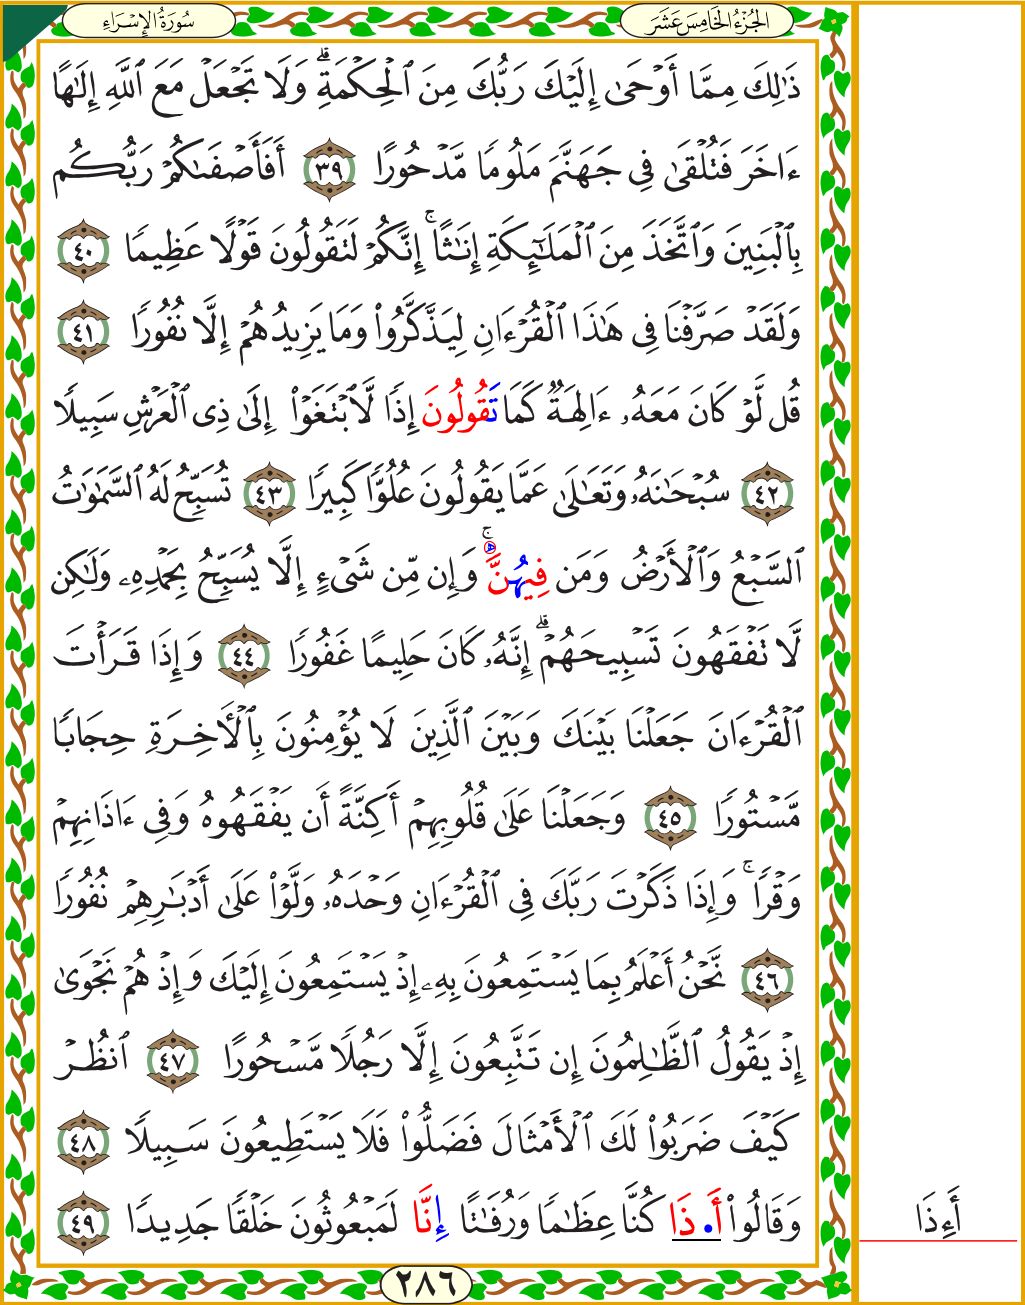 سُورَةُ الإِسْرَاءِ
الجُزْءُ الخَامِسَ عَشَرَ
ذَٰلِكَ مِمَّا أَوْحَىٰ إِلَيْكَ رَبُّكَ مِنَ ٱلْحِكْمَةِۗ وَلَا تَجْعَلْ مَعَ ٱللَّهِ إِلَٰهًا
ءَاخَرَ فَتُلْقَىٰ فِى جَهَنَّمَ مَلُومًا مَّدْحُورًا ٣٩ أَفَأَصْفَىٰكُمْ رَبُّكُم
بِٱلْبَنِينَ وَٱتَّخَذَ مِنَ ٱلْمَلَٰٓئِكَةِ إِنَٰثًاۚ إِنَّكُمْ لَتَقُولُونَ قَوْلًا عَظِيمًا ٤٠
وَلَقَدْ صَرَّفْنَا فِى هَٰذَا ٱلْقُرْءَانِ لِيَذَّكَّرُوا۟ وَمَا يَزِيدُهُمْ إِلَّا نُفُورًا ٤١
قُل لَّوْ كَانَ مَعَهُۥ ءَالِهَةٌ كَمَا تَقُولُونَ إِذًا لَّٱبْتَغَوْا۟ إِلَىٰ ذِى ٱلْعَرْشِ سَبِيلًا
٤٢ سُبْحَٰنَهُۥ وَتَعَٰلَىٰ عَمَّا يَقُولُونَ عُلُوًّا كَبِيرًا ٤٣ تُسَبِّحُ لَهُ ٱلسَّمَٰوَٰتُ
ٱلسَّبْعُ وَٱلْأَرْضُ وَمَن فِيهُنَّۚ وَإِن مِّن شَىْءٍ إِلَّا يُسَبِّحُ بِحَمْدِهِۦ وَلَٰكِن
لَّا تَفْقَهُونَ تَسْبِيحَهُمْۗ إِنَّهُۥ كَانَ حَلِيمًا غَفُورًا ٤٤ وَإِذَا قَرَأْتَ
ٱلْقُرْءَانَ جَعَلْنَا بَيْنَكَ وَبَيْنَ ٱلَّذِينَ لَا يُؤْمِنُونَ بِٱلْأَخِرَةِ حِجَابًا
مَّسْتُورًا ٤٥ وَجَعَلْنَا عَلَىٰ قُلُوبِهِمْ أَكِنَّةً أَن يَفْقَهُوهُ وَفِى ءَاذَانِهِمْ
وَقْرًاۚ وَإِذَا ذَكَرْتَ رَبَّكَ فِى ٱلْقُرْءَانِ وَحْدَهُۥ وَلَّوْا۟ عَلَىٰ أَدْبَٰرِهِمْ نُفُورًا
٤٦ نَّحْنُ أَعْلَمُ بِمَا يَسْتَمِعُونَ بِهِۦٓ إِذْ يَسْتَمِعُونَ إِلَيْكَ وَإِذْ هُمْ نَجْوَىٰ
إِذْ يَقُولُ ٱلظَّٰلِمُونَ إِن تَتَّبِعُونَ إِلَّا رَجُلًا مَّسْحُورًا ٤٧ ٱنظُرْ
كَيْفَ ضَرَبُوا۟ لَكَ ٱلْأَمْثَالَ فَضَلُّوا۟ فَلَا يَسْتَطِيعُونَ سَبِيلًا ٤٨
وَقَالُوٓا۟ أَ.ذَا كُنَّا عِظَٰمًا وَرُفَٰتًا إِنَّا لَمَبْعُوثُونَ خَلْقًا جَدِيدًا ٤٩
أَءِذَا
٢٨٦